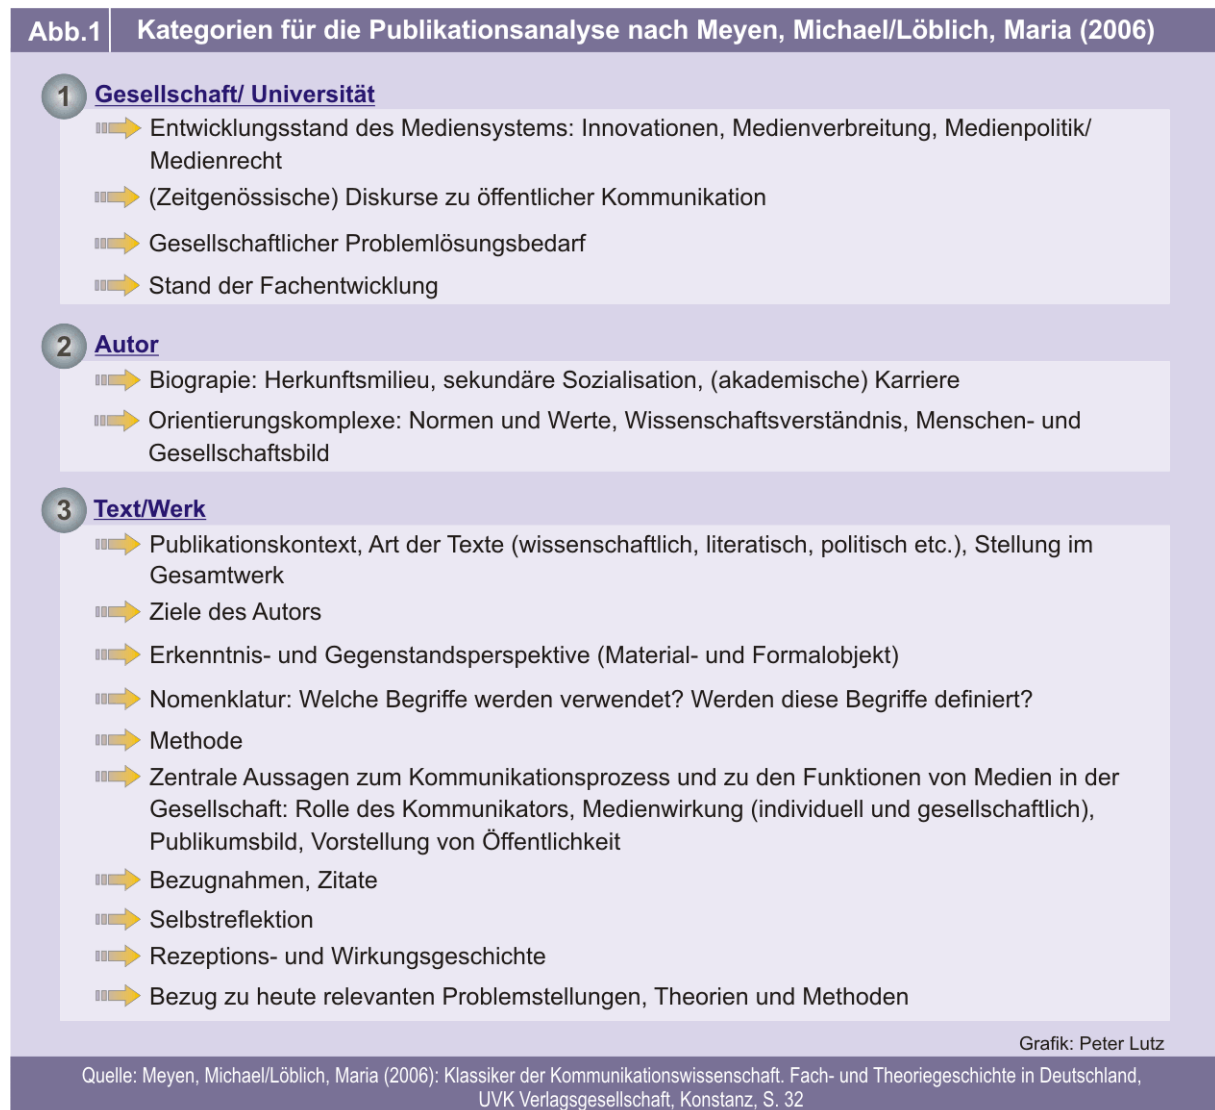 Abb.1 Kategorien für die Publikationsanalyse nach Meyen, Michael/Löblich, Maria (2006)
1 Gesellschaft/ Universität
Entwicklungsstand des Mediensystems: Innovationen, Medienverbreitung, Medienpolitik/
Medienrecht
(Zeitgenössische) Diskurse zu öffentlicher Kommunikation
Gesellschaftlicher Problemlösungsbedarf
Stand der Fachentwicklung
2 Autor
Biograpie: Herkunftsmilieu, sekundäre Sozialisation, (akademische) Karriere
Orientierungskomplexe: Normen und Werte, Wissenschaftsverständnis, Menschen- und
Gesellschaftsbild
3 Text/Werk
Publikationskontext, Art der Texte (wissenschaftlich, literatisch, politisch etc.), Stellung im
Gesamtwerk
Ziele des Autors
Erkenntnis- und Gegenstandsperspektive (Material- und Formalobjekt)
Nomenklatur: Welche Begriffe werden verwendet? Werden diese Begriffe definiert?
Methode
Zentrale Aussagen zum Kommunikationsprozess und zu den Funktionen von Medien in der
Gesellschaft: Rolle des Kommunikators, Medienwirkung (individuell und gesellschaftlich),
Publikumsbild, Vorstellung von Öffentlichkeit
Bezugnahmen, Zitate
Selbstreflektion
Rezeptions- und Wirkungsgeschichte
Bezug zu heute relevanten Problemstellungen, Theorien und Methoden
Grafik: Peter Lutz
Quelle: Meyen, Michael/Löblich, Maria (2006): Klassiker der Kommunikationswissenschaft. Fach- und Theoriegeschichte in Deutschland,
UVK Verlagsgesellschaft, Konstanz, S. 32